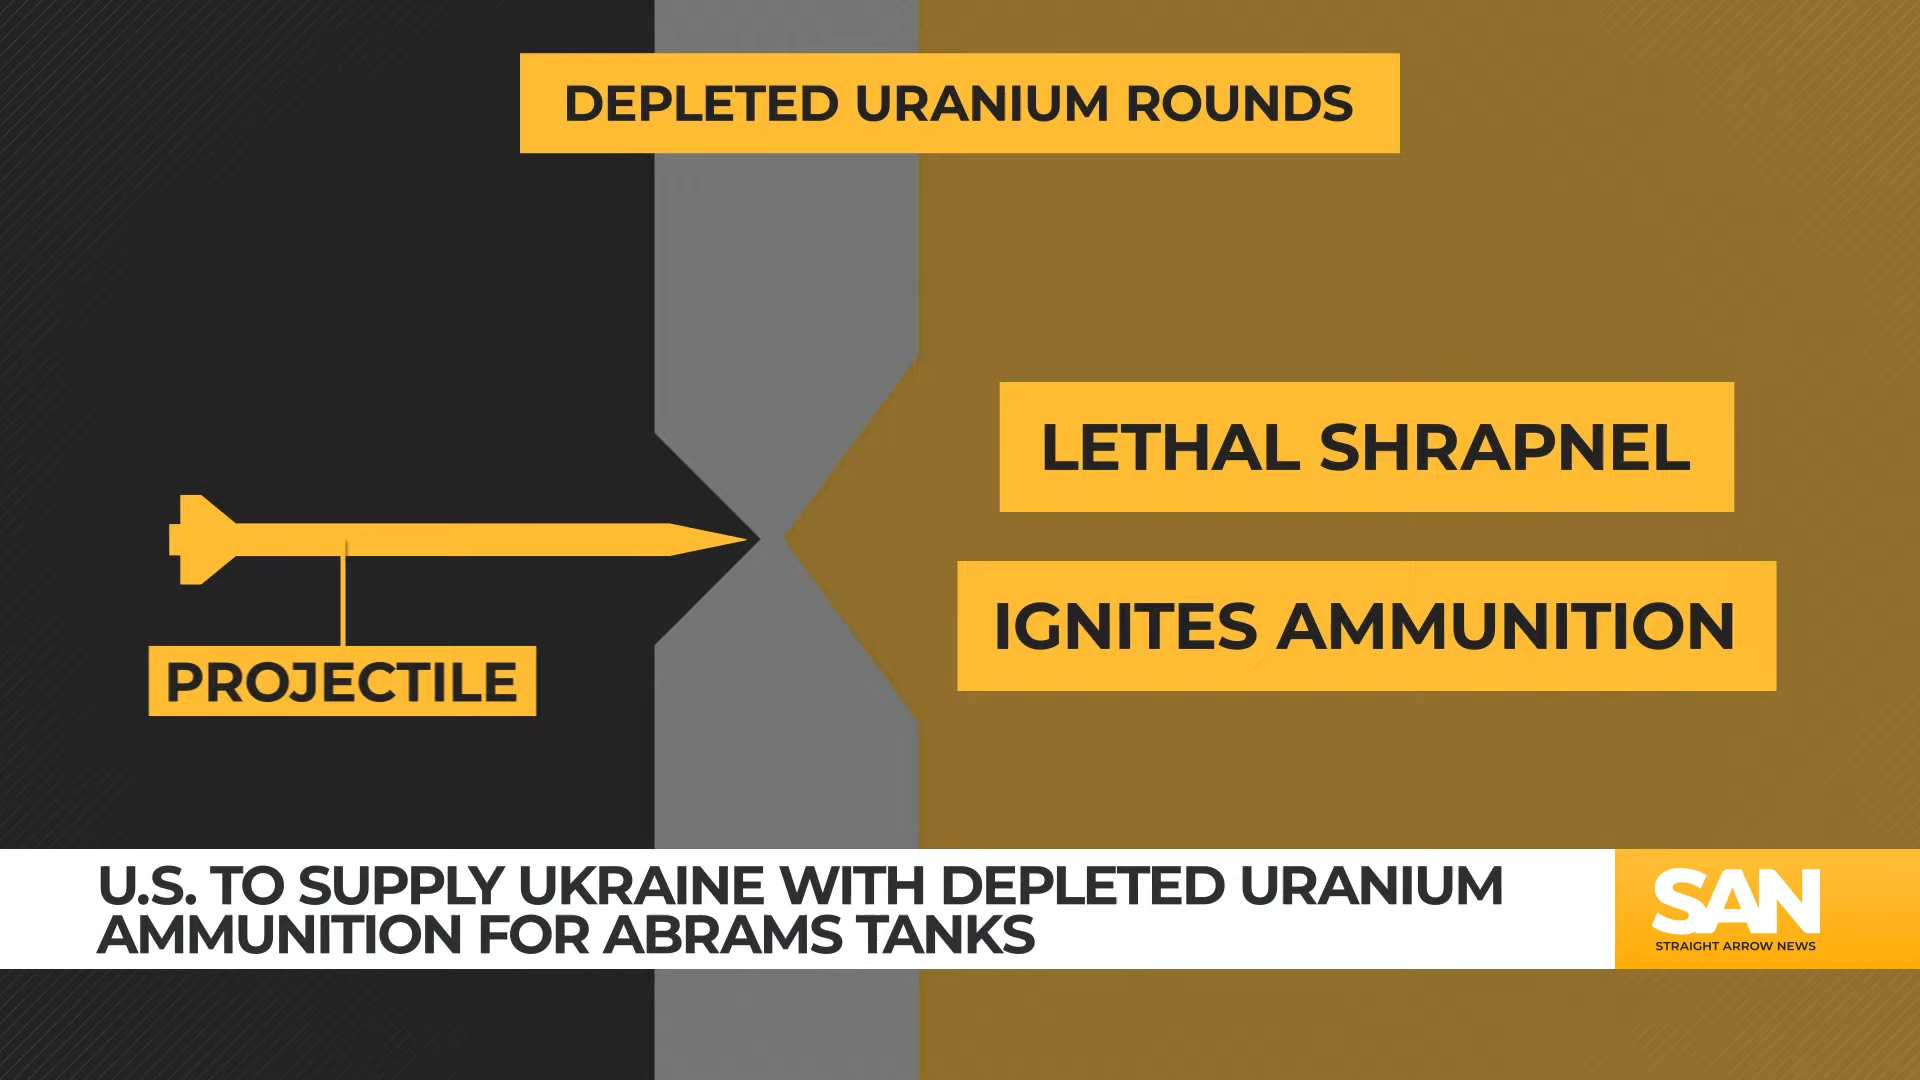 DEPLETED URANIUM ROUNDS
LETHAL SHRAPNEL
IGNITES AMMUNITION
PROJECTILE
U.S. TO SUPPLY UKRAINE WITH DEPLETED URANIUM
AMMUNITION FOR ABRAMS TANKS
SAN
STRAIGHT ARROW NEWS